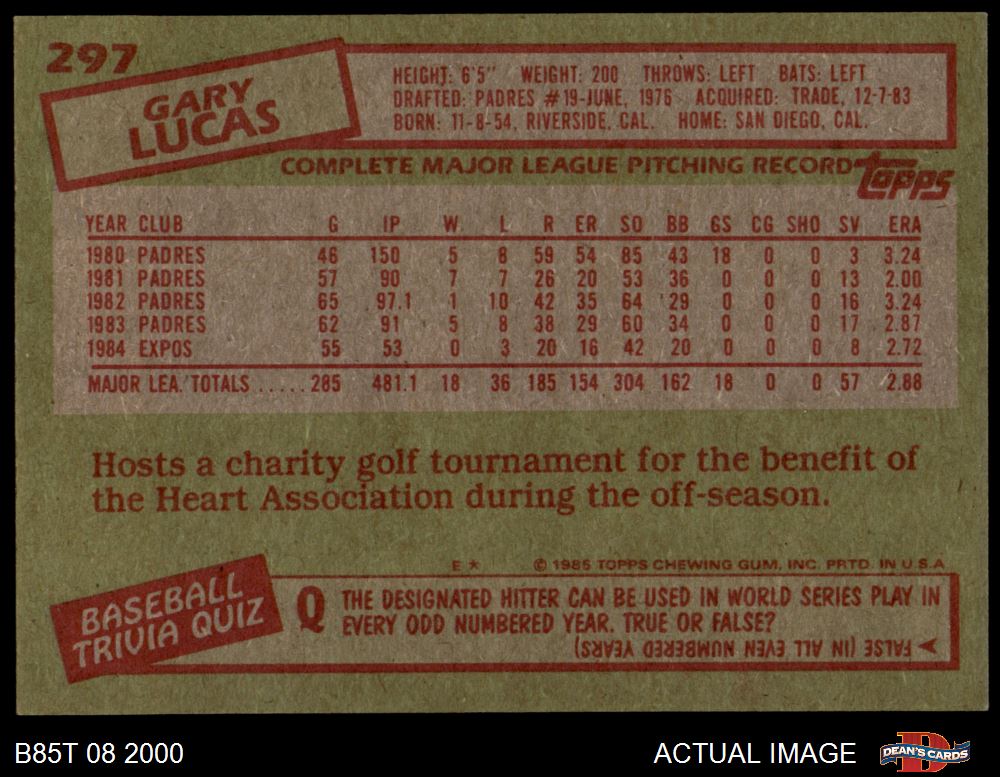 297
GARY
LUCAS
HEIGHT: 6'5" WEIGHT: 200 THROWS: LEFT BATS: LEFT
DRAFTED: PADRES #19-JUNE, 1976 ACQUIRED: TRADE, 12-7-83
BORN: 11-8-54, RIVERSIDE, CAL. HOME: SAN DIEGO, CAL.
COMPLETE MAJOR LEAGUE PITCHING RECORD
Topps
YEAR CLUB G IP W L R ER SO BB GS CG SHO SV ERA
1980 PADRES 46 150 5 8 59 54 85 43 18 0 0 3 3.24
1981 PADRES 57 90 7 7 26 20 53 36 0 0 0 13 2.00
1982 PADRES 65 97.1 1 10 42 35 64 29 0 0 0 16 3.24
1983 PADRES 62 91 5 8 38 29 60 34 0 0 0 17 2.87
1984 EXPOS 55 53 0 3 20 16 42 20 0 0 0 8 2.72
MAJOR LEA. TOTALS ..... 285 481.1 18 36 185 154 304 162 18 0 0 57 2.88
Hosts a charity golf tournament for the benefit of
the Heart Association during the off-season.
E * © 1985 TOPPS CHEWING GUM, INC. PRTD. IN U.S.A
BASEBALL
TRIVIA QUIZ
Q THE DESIGNATED HITTER CAN BE USED IN WORLD SERIES PLAY IN
EVERY ODD NUMBERED YEAR. TRUE OR FALSE?
FALSE (IN ALL EVEN NUMBERED YEARS)
B85T 08 2000
ACTUAL IMAGE
D
DEAN'S CARDS